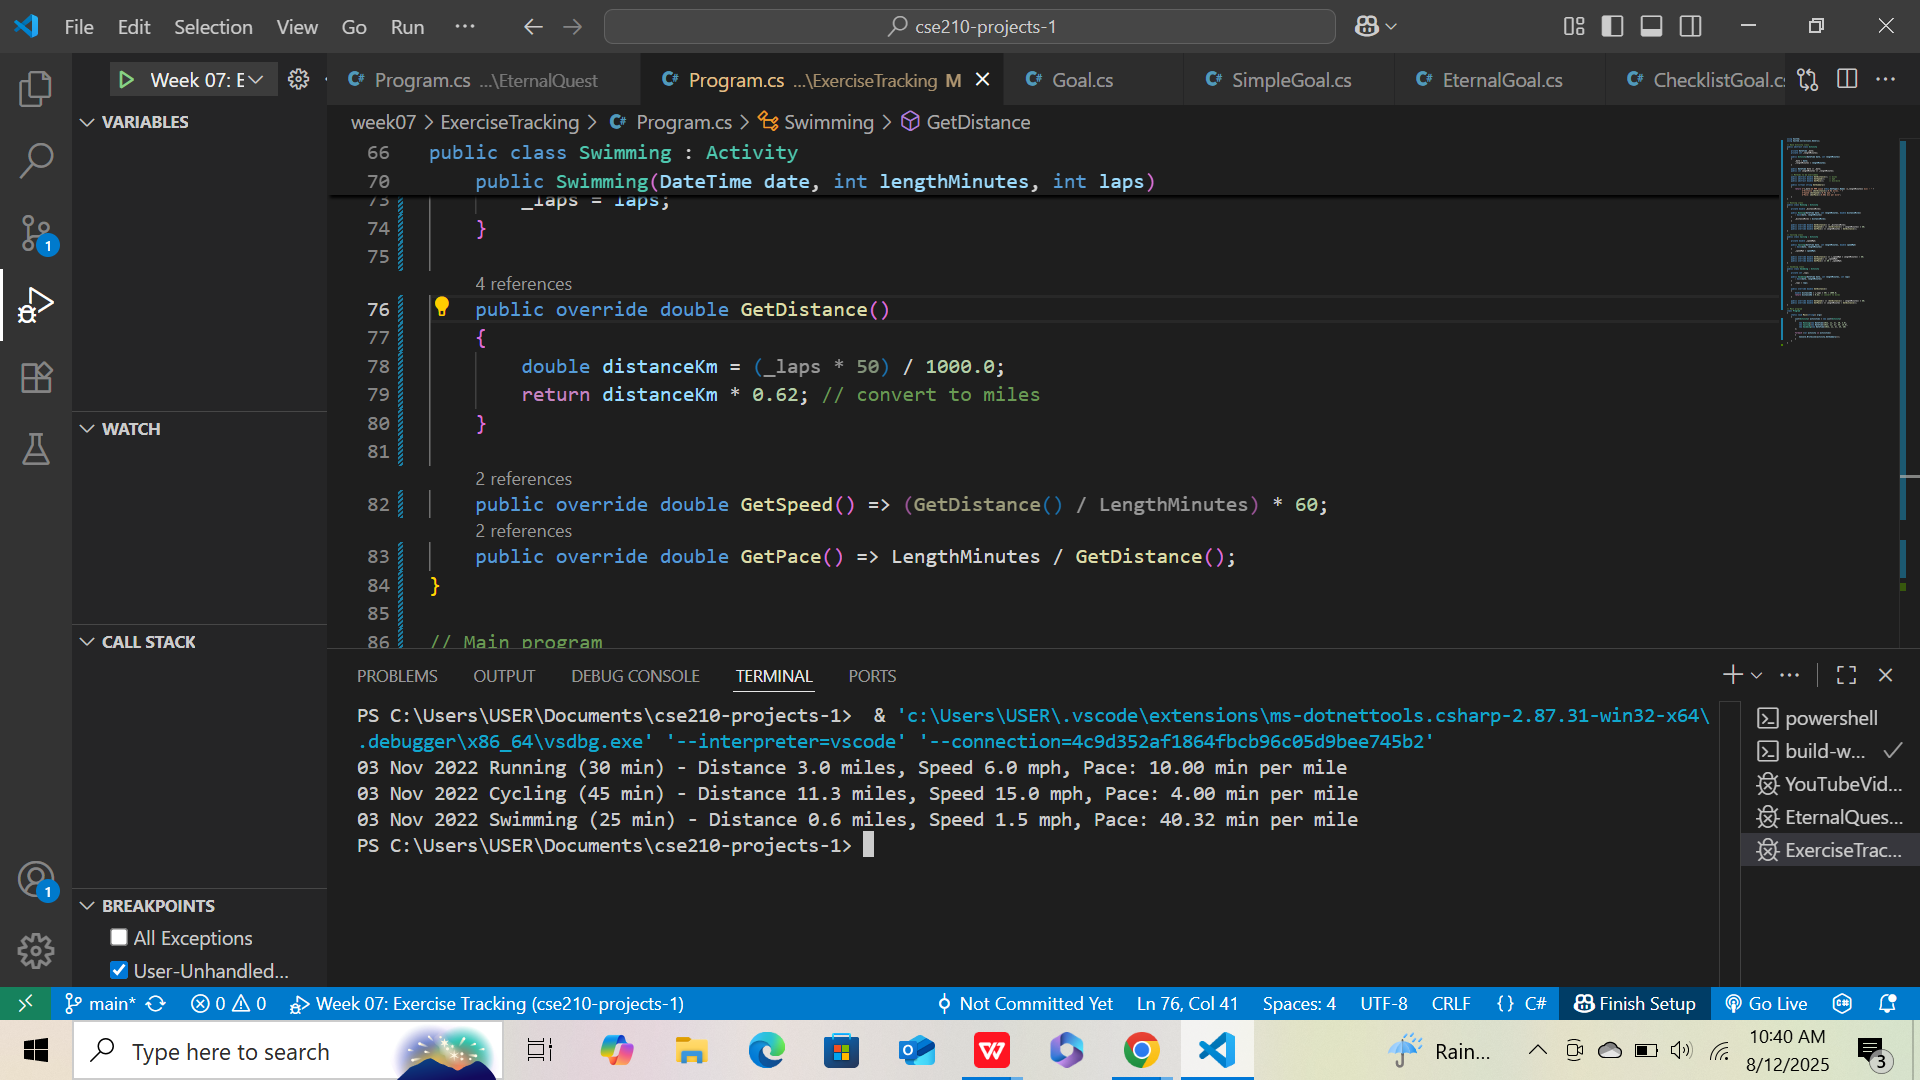 File Edit Selection View Go Run ··· cse210-projects-1
Week 07: E
Program.cs ...\EternalQuest Program.cs ...\ExerciseTracking M Goal.cs SimpleGoal.cs EternalGoal.cs ChecklistGoal.cs
VARIABLES
week07 > ExerciseTracking > Program.cs > Swimming > GetDistance
66 public class Swimming : Activity
70 public Swimming(DateTime date, int lengthMinutes, int laps)
73 _laps = laps;
74 }
75
4 references
76 public override double GetDistance()
77 {
78 double distanceKm = (_laps * 50) / 1000.0;
79 return distanceKm * 0.62; // convert to miles
80 }
81
2 references
82 public override double GetSpeed() => (GetDistance() / LengthMinutes) * 60;
2 references
83 public override double GetPace() => LengthMinutes / GetDistance();
84 }
85
86 // Main program
WATCH
CALL STACK
BREAKPOINTS
All Exceptions
User-Unhandled...
PROBLEMS OUTPUT DEBUG CONSOLE TERMINAL PORTS
PS C:\Users\USER\Documents\cse210-projects-1> & 'c:\Users\USER\.vscode\extensions\ms-dotnettools.csharp-2.87.31-win32-x64\
.debugger\x86_64\vsdbg.exe' '--interpreter=vscode' '--connection=4c9d352af1864fbcb96c05d9bee745b2'
03 Nov 2022 Running (30 min) - Distance 3.0 miles, Speed 6.0 mph, Pace: 10.00 min per mile
03 Nov 2022 Cycling (45 min) - Distance 11.3 miles, Speed 15.0 mph, Pace: 4.00 min per mile
03 Nov 2022 Swimming (25 min) - Distance 0.6 miles, Speed 1.5 mph, Pace: 40.32 min per mile
PS C:\Users\USER\Documents\cse210-projects-1>
powershell
build-w...
YouTubeVid...
EternalQues...
ExerciseTrac...
1
1
main* 0 0 Week 07: Exercise Tracking (cse210-projects-1) Not Committed Yet Ln 76, Col 41 Spaces: 4 UTF-8 CRLF {} C# Finish Setup Go Live
Type here to search
Rain...
10:40 AM
8/12/2025
3